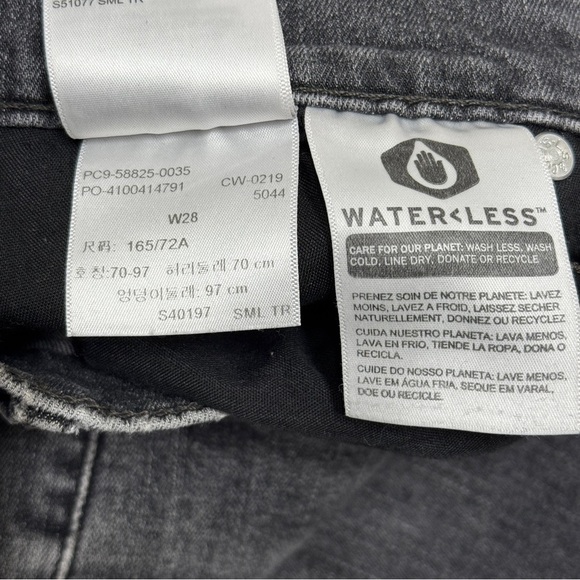 S51077 SML TR
PC9-58825-0035
PO-4100414791
CW-0219
5044
W28
尺码: 165/72A
호칭:70-97 허리둘레 70 cm
엉덩이둘레: 97 cm
S40197 SML TR
WATER<LESS™
CARE FOR OUR PLANET: WASH LESS, WASH
COLD, LINE DRY, DONATE OR RECYCLE
PRENEZ SOIN DE NOTRE PLANETE: LAVEZ
MOINS, LAVEZ A FROID, LAISSEZ SECHER
NATURELLEMENT, DONNEZ OU RECYCLEZ
CUIDA NUESTRO PLANETA: LAVA MENOS,
LAVA EN FRIO, TIENDE LA ROPA, DONA O
RECICLA.
CUIDE DO NOSSO PLANETA: LAVE MENOS,
LAVE EM ÁGUA FRIA, SEQUE EM VARAL,
DOE OU RECICLE.